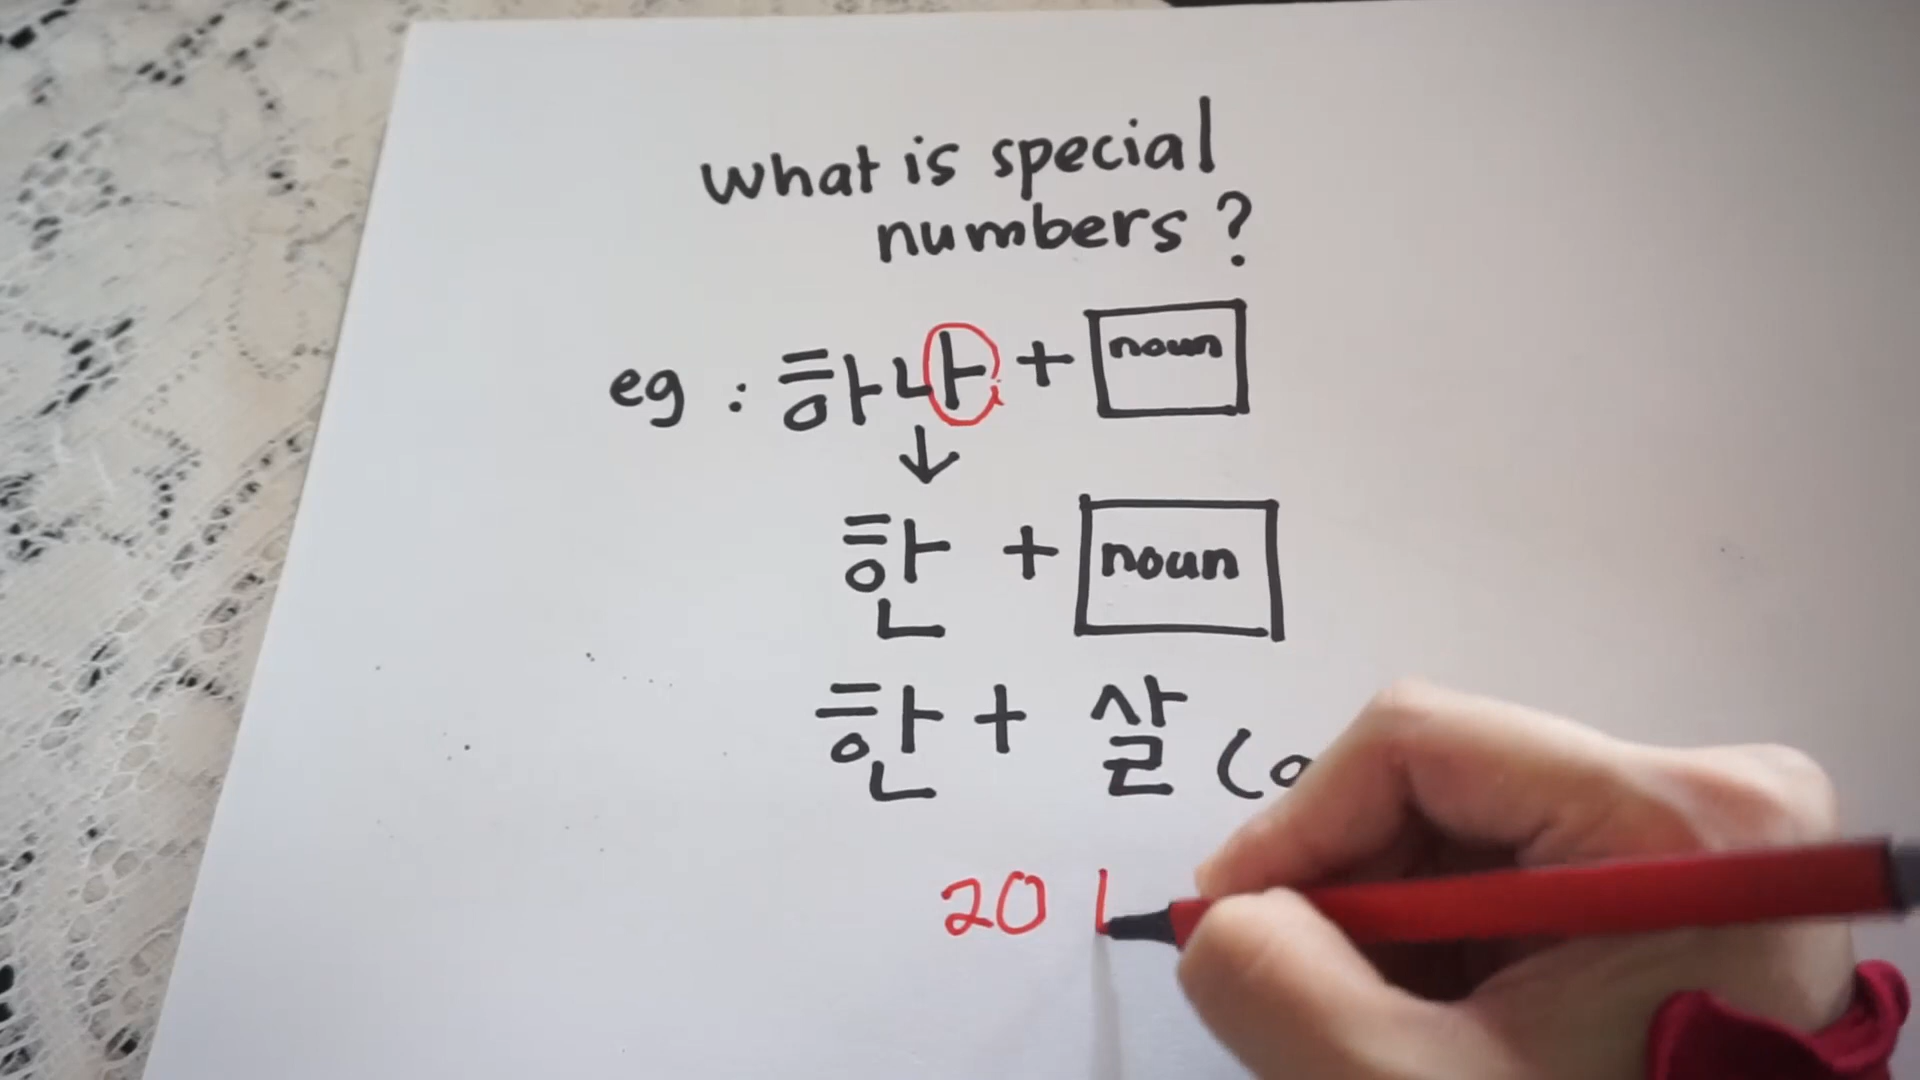 What is special
numbers ?
eg : 하나 + noun
↓
한 + noun
한 + 살 (
20